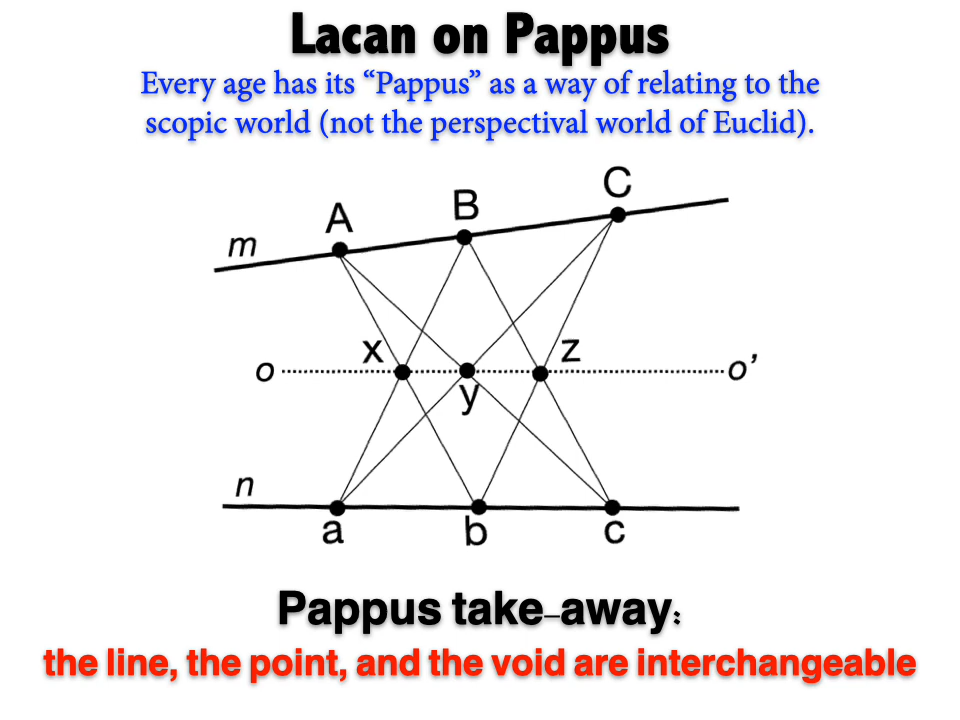 Lacan on Pappus
Every age has its “Pappus” as a way of relating to the
scopic world (not the perspectival world of Euclid).
C
B
A
m
x
z
o
o’
y
n
a
b
c
Pappus take-away:
the line, the point, and the void are interchangeable